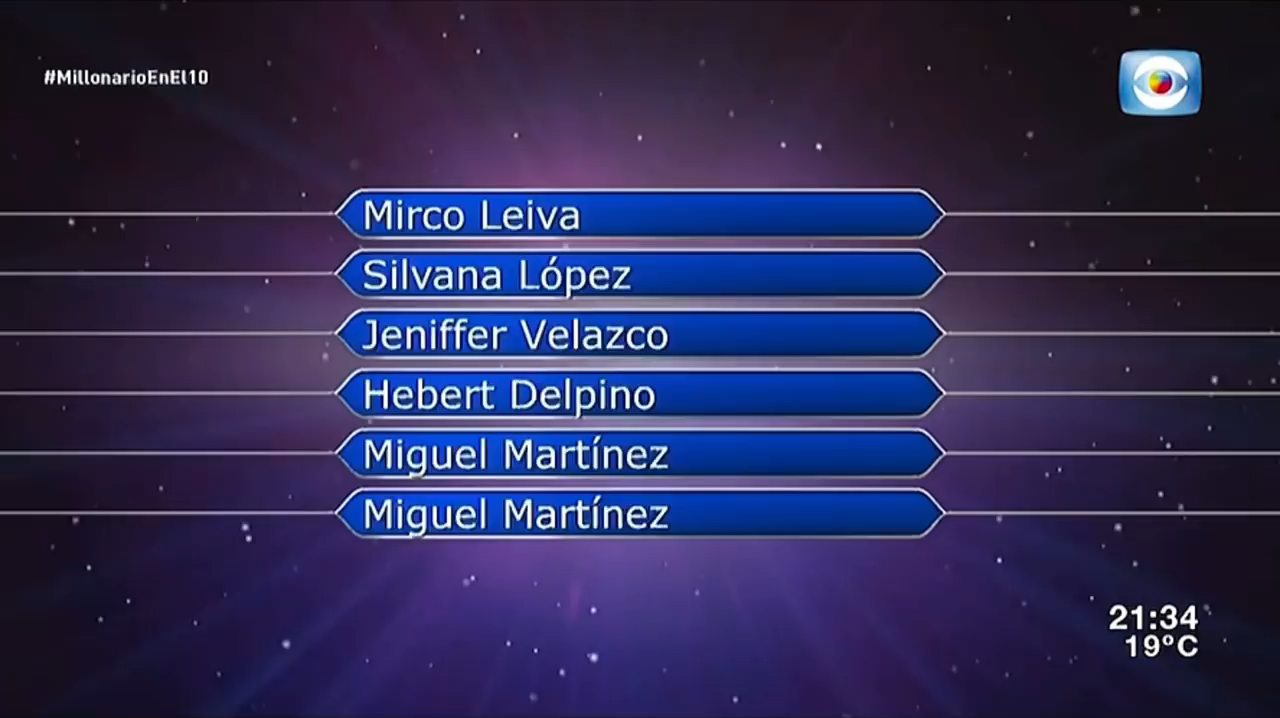 #MillonarioEnEl10
Mirco Leiva
Silvana López
Jeniffer Velazco
Hebert Delpino
Miguel Martínez
Miguel Martínez
21:34
19°C